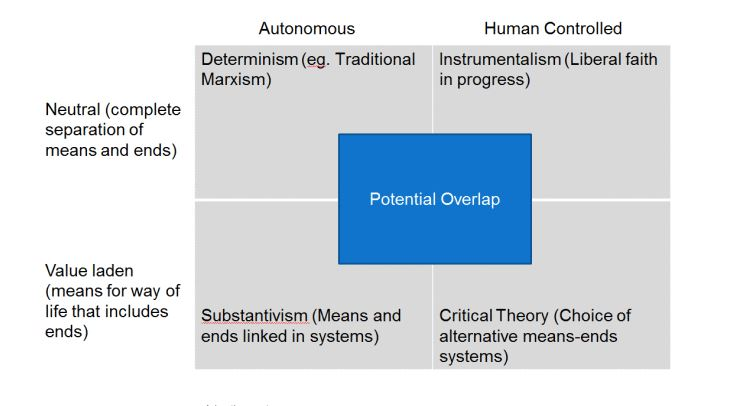 Autonomous
Human Controlled
Determinism (eg. Traditional
Marxism)
Instrumentalism (Liberal faith
in progress)
Neutral (complete
separation of
means and ends)
Potential Overlap
Value laden
(means for way of
life that includes
ends)
Substantivism (Means and
ends linked in systems)
Critical Theory (Choice of
alternative means-ends
systems)